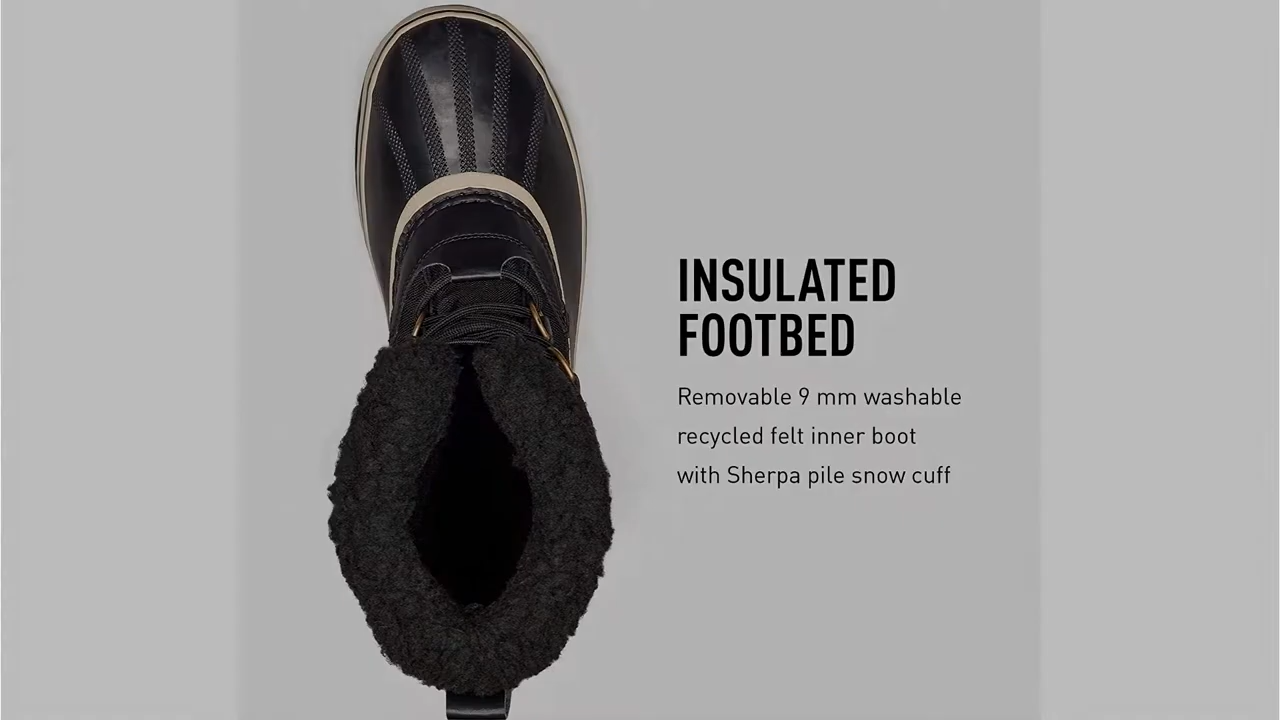 INSULATED
FOOTBED
Removable 9 mm washable
recycled felt inner boot
with Sherpa pile snow cuff